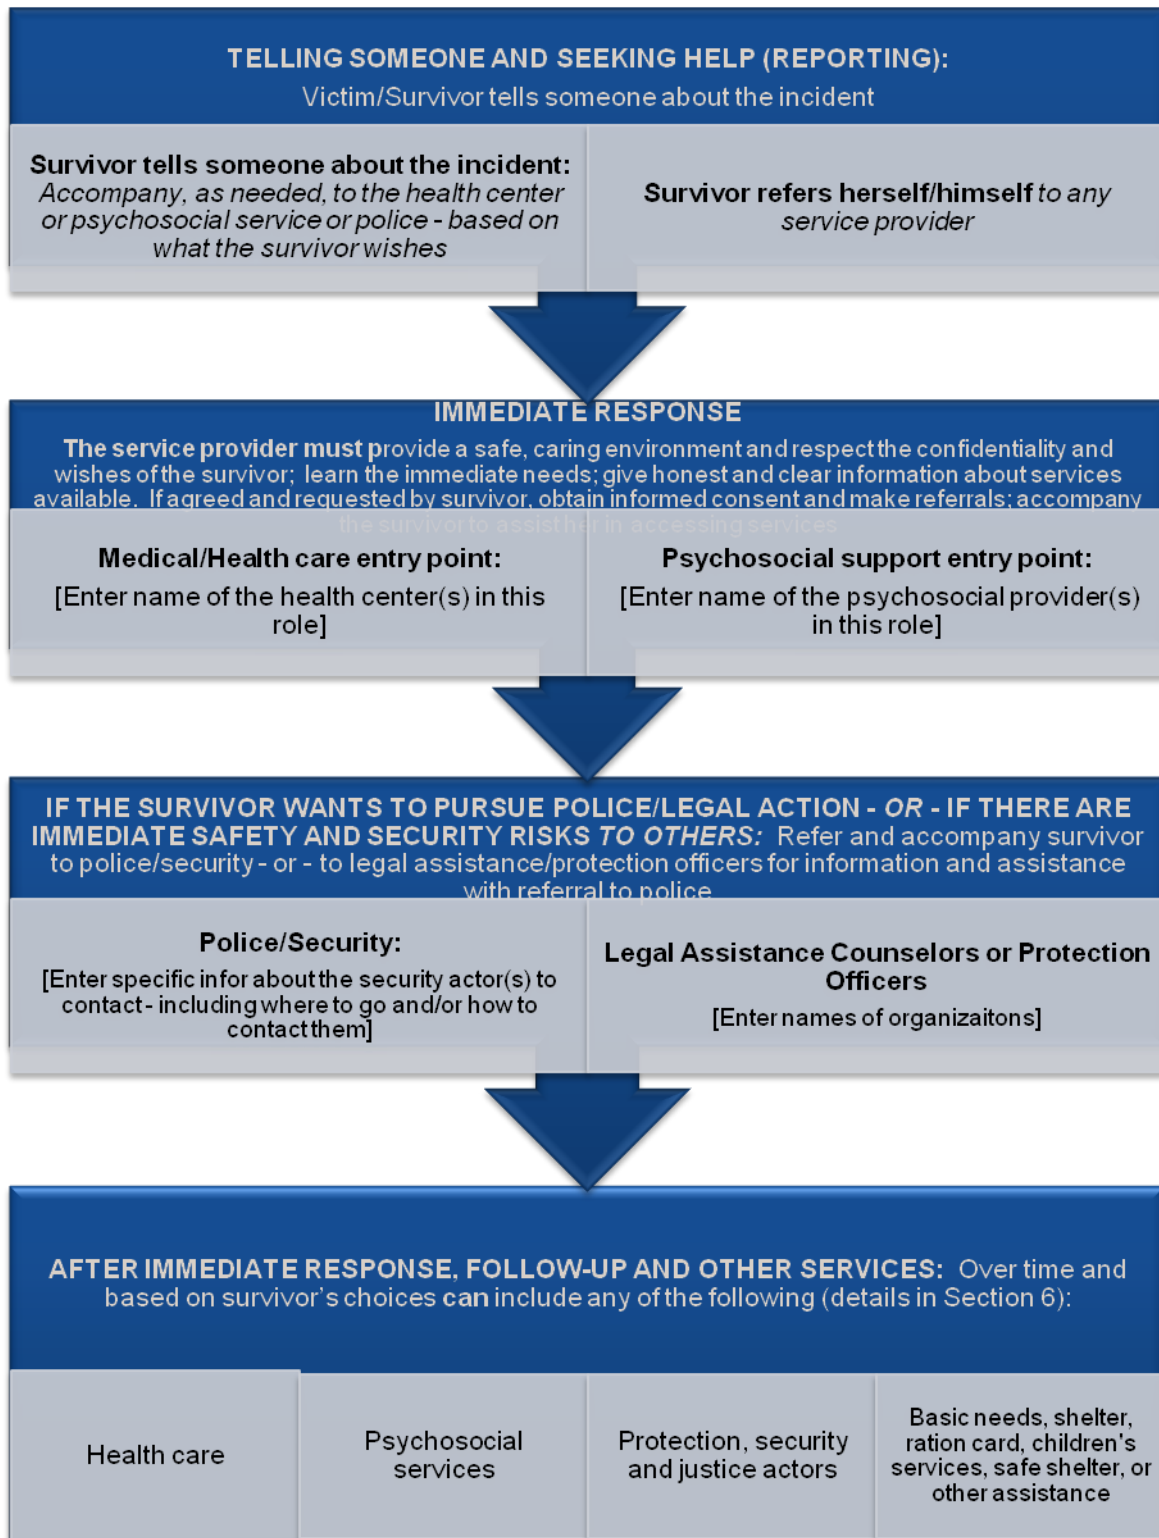 TELLING SOMEONE AND SEEKING HELP (REPORTING):
Victim/Survivor tells someone about the incident
Survivor tells someone about the incident:
Accompany, as needed, to the health center
or psychosocial service or police - based on
what the survivor wishes
Survivor refers herself/himself to any
service provider
IMMEDIATE RESPONSE
The service provider must provide a safe, caring environment and respect the confidentiality and
wishes of the survivor; learn the immediate needs; give honest and clear information about services
available. If agreed and requested by survivor, obtain informed consent and make referrals; accompany
the survivor to assist her in accessing services
Medical/Health care entry point:
[Enter name of the health center(s) in this
role]
Psychosocial support entry point:
[Enter name of the psychosocial provider(s)
in this role]
IF THE SURVIVOR WANTS TO PURSUE POLICE/LEGAL ACTION - OR - IF THERE ARE
IMMEDIATE SAFETY AND SECURITY RISKS TO OTHERS: Refer and accompany survivor
to police/security - or - to legal assistance/protection officers for information and assistance
with referral to police
Police/Security:
[Enter specific infor about the security actor(s) to
contact - including where to go and/or how to
contact them]
Legal Assistance Counselors or Protection
Officers
[Enter names of organizaitons]
AFTER IMMEDIATE RESPONSE, FOLLOW-UP AND OTHER SERVICES: Over time and
based on survivor's choices can include any of the following (details in Section 6):
Health care
Psychosocial
services
Protection, security
and justice actors
Basic needs, shelter,
ration card, children's
services, safe shelter, or
other assistance